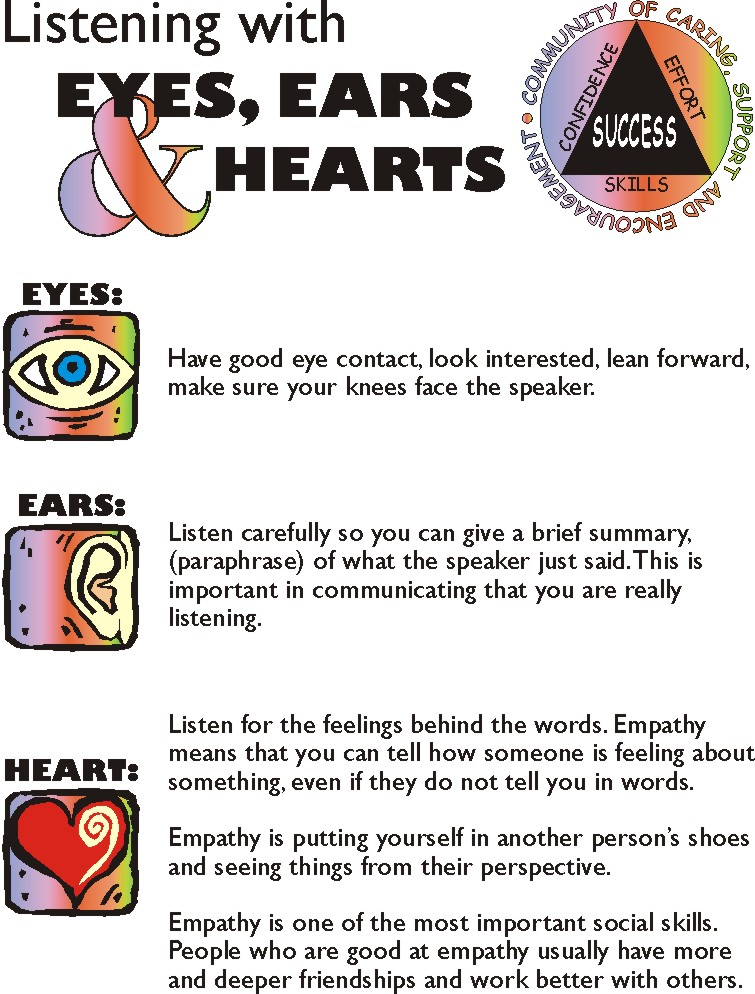 Listening with
EYES, EARS
& HEARTS
COMMUNITY OF CARING, SUPPORT AND ENCOURAGEMENT •
CONFIDENCE
EFFORT
SUCCESS
SKILLS
EYES:
Have good eye contact, look interested, lean forward,
make sure your knees face the speaker.
EARS:
Listen carefully so you can give a brief summary,
(paraphrase) of what the speaker just said. This is
important in communicating that you are really
listening.
HEART:
Listen for the feelings behind the words. Empathy
means that you can tell how someone is feeling about
something, even if they do not tell you in words.
Empathy is putting yourself in another person's shoes
and seeing things from their perspective.
Empathy is one of the most important social skills.
People who are good at empathy usually have more
and deeper friendships and work better with others.